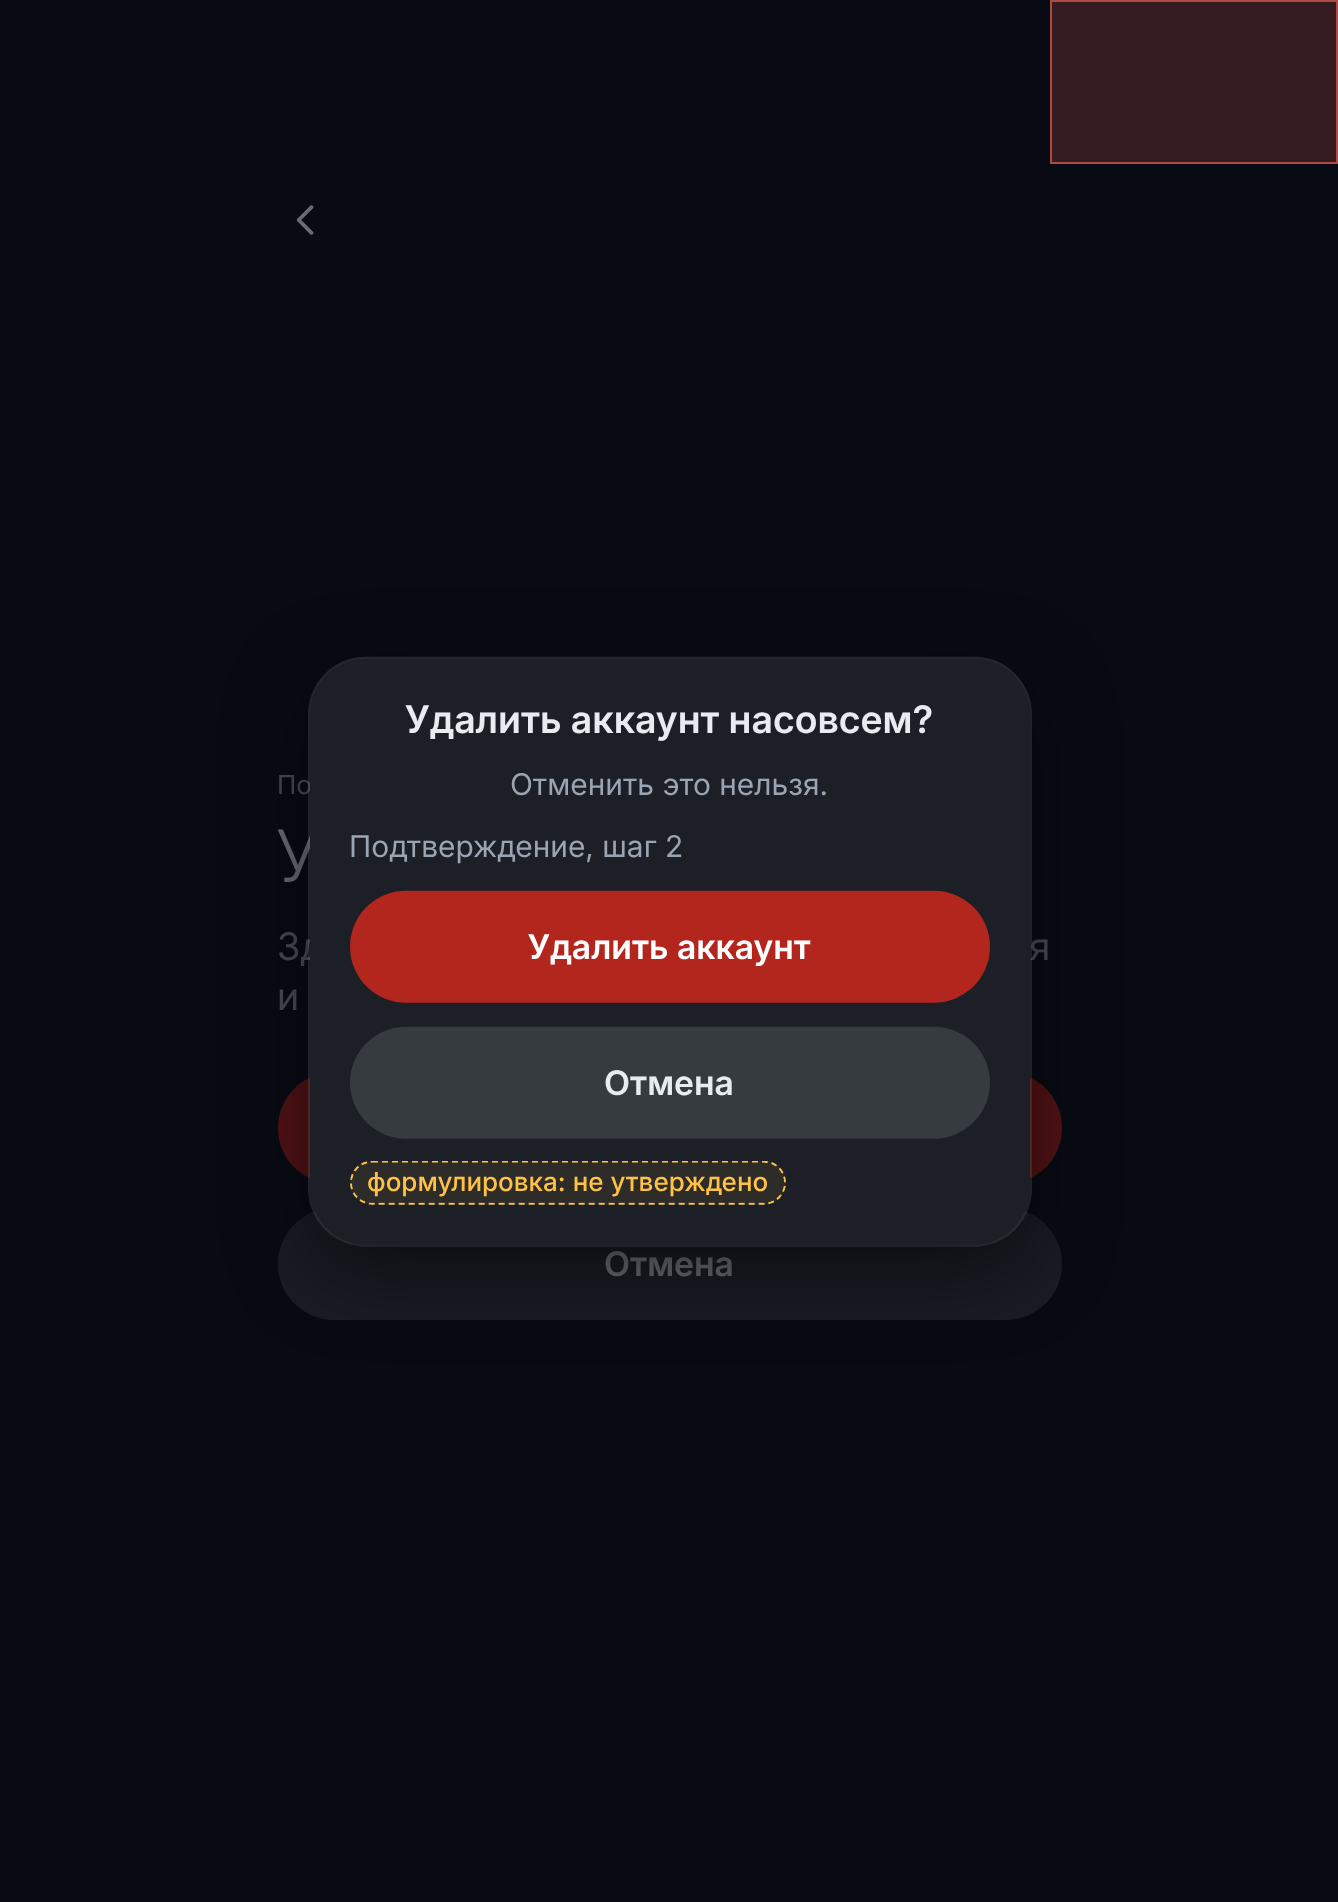 Удалить аккаунт насовсем?
Отменить это нельзя.
Подтверждение, шаг 2
Удалить аккаунт
Отмена
формулировка: не утверждено
и
Отмена